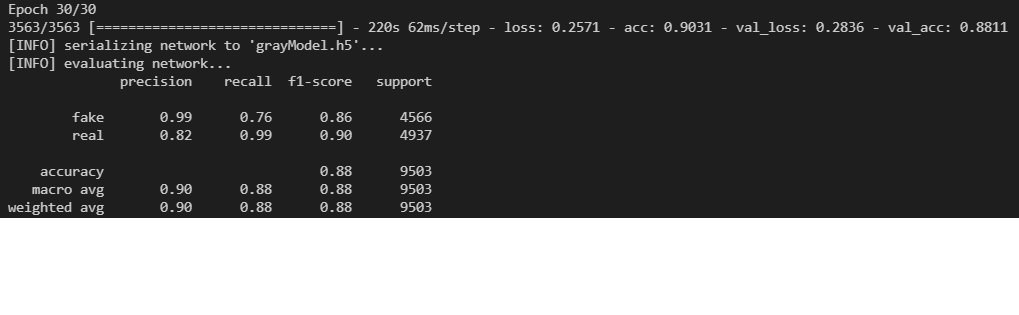 Epoch 30/30
3563/3563 [==============================] - 220s 62ms/step - loss: 0.2571 - acc: 0.9031 - val_loss: 0.2836 - val_acc: 0.8811
[INFO] serializing network to 'grayModel.h5'...
[INFO] evaluating network...
precision recall f1-score support
fake 0.99 0.76 0.86 4566
real 0.82 0.99 0.90 4937
accuracy 0.88 9503
macro avg 0.90 0.88 0.88 9503
weighted avg 0.90 0.88 0.88 9503